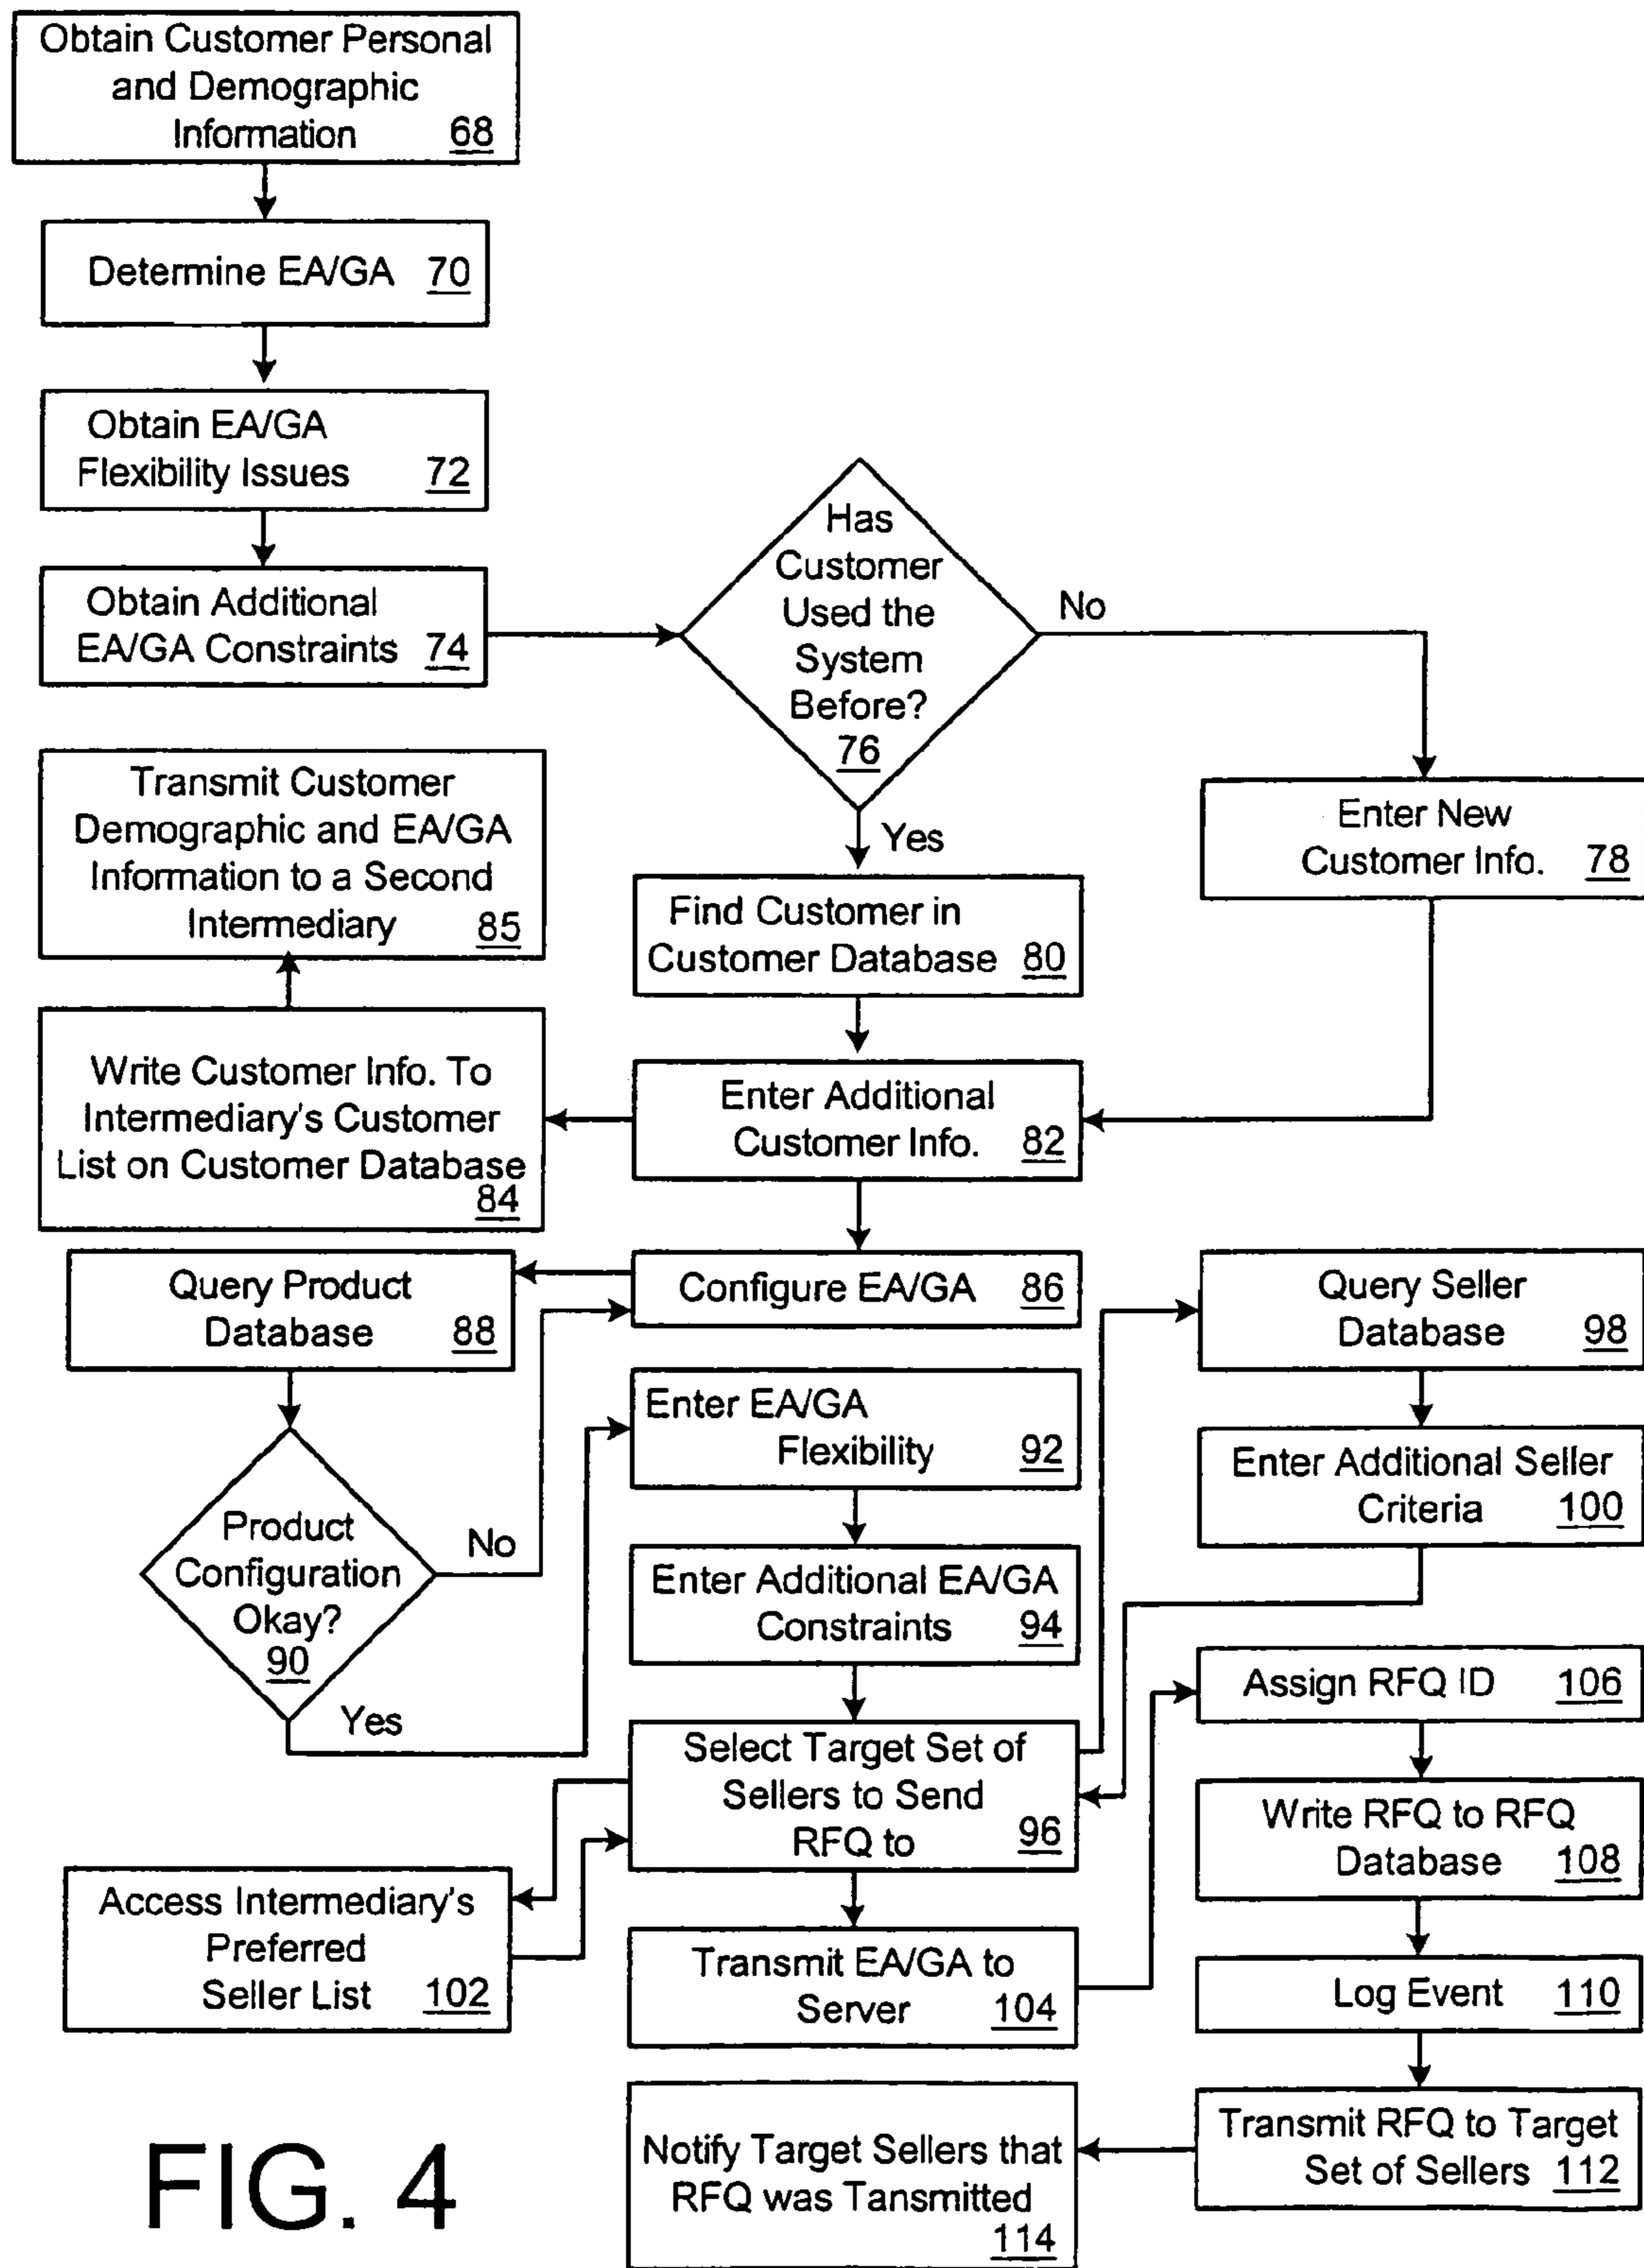 Obtain Customer Personal
and Demographic
Information 68
Determine EA/GA 70
Obtain EA/GA
Flexibility Issues 72
Obtain Additional
EA/GA Constraints 74
Has
Customer
Used the
System
Before?
76
No
Yes
Enter New
Customer Info. 78
Transmit Customer
Demographic and EA/GA
Information to a Second
Intermediary 85
Find Customer in
Customer Database 80
Write Customer Info. To
Intermediary's Customer
List on Customer Database
84
Enter Additional
Customer Info. 82
Query Product
Database 88
Configure EA/GA 86
Query Seller
Database 98
Enter EA/GA
Flexibility 92
Enter Additional Seller
Criteria 100
Product
Configuration
Okay?
90
No
Yes
Enter Additional EA/GA
Constraints 94
Assign RFQ ID 106
Select Target Set of
Sellers to Send
RFQ to 96
Write RFQ to RFQ
Database 108
Access Intermediary's
Preferred
Seller List 102
Transmit EA/GA to
Server 104
Log Event 110
Transmit RFQ to Target
Set of Sellers 112
Notify Target Sellers that
RFQ was Tansmitted
114
FIG. 4